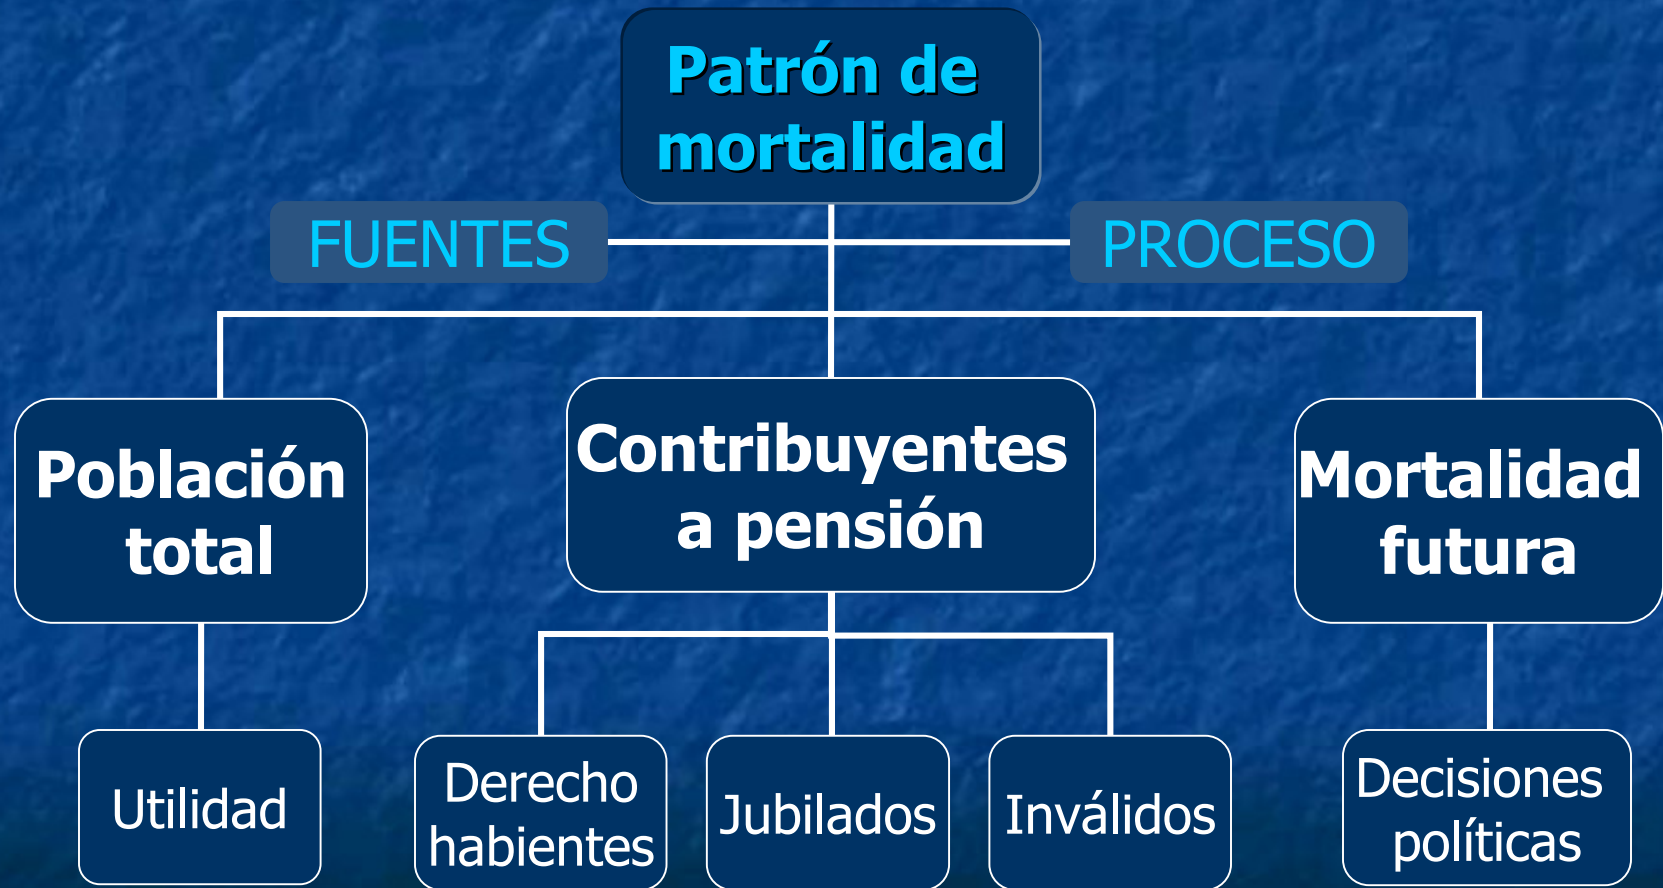 Patrón de
mortalidad
FUENTES
PROCESO
Población
total
Contribuyentes
a pensión
Mortalidad
futura
Utilidad
Derecho
habientes
Jubilados
Inválidos
Decisiones
políticas